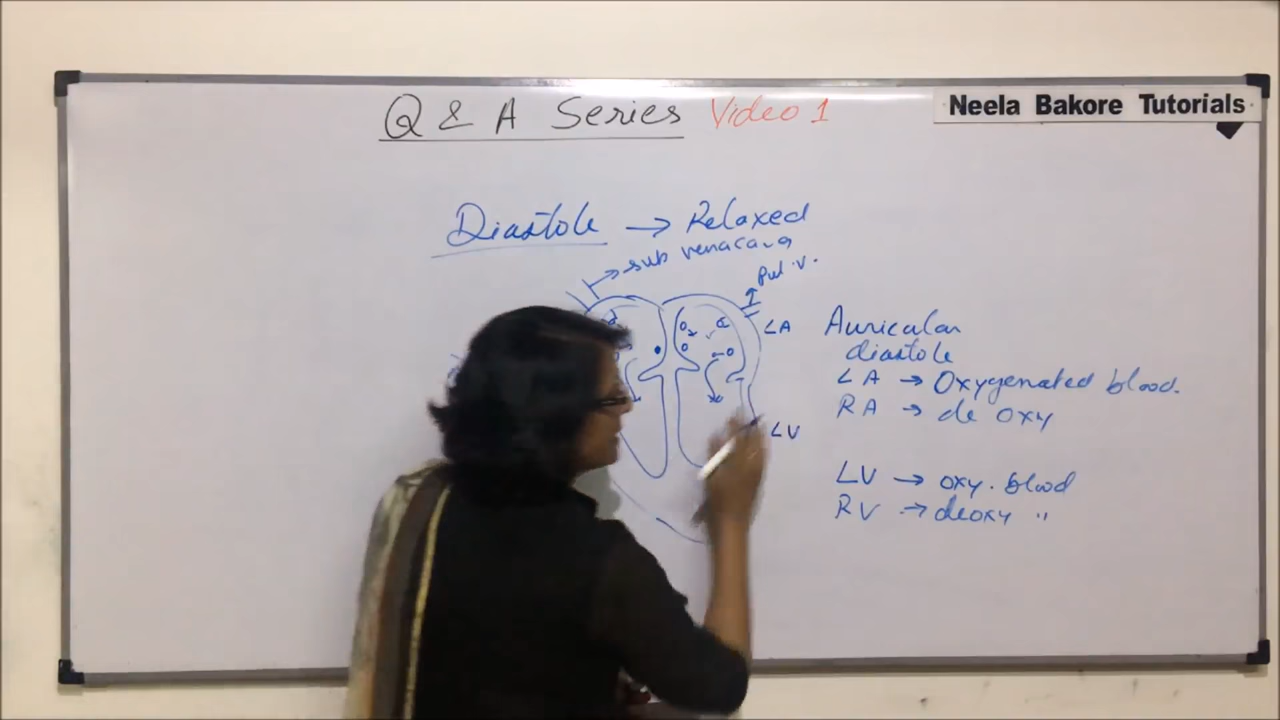 Q & A Series Video 1
Neela Bakore Tutorials
Diastole → Relaxed
→ sub venacava
Pul. V.
LA
LV
Auricular
diastole
LA → Oxygenated blood.
RA → de oxy
LV → oxy. blood
RV → deoxy "